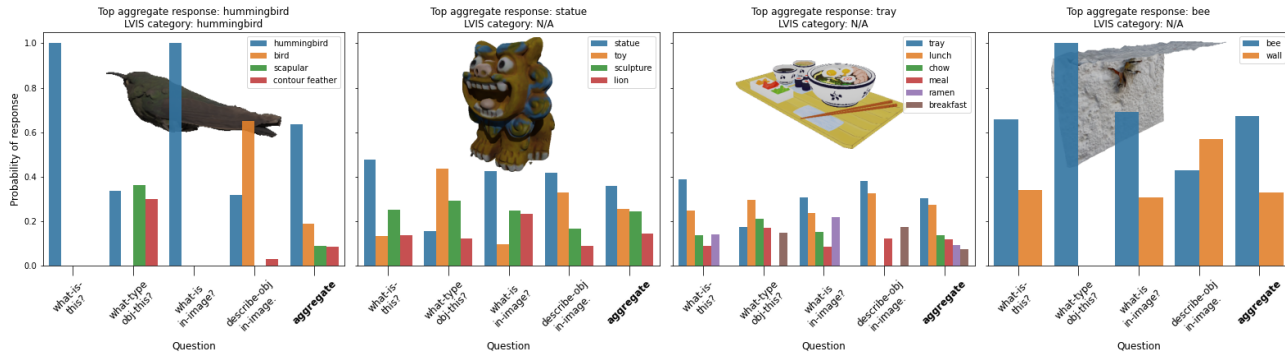 Top aggregate response: hummingbird
LVIS category: hummingbird
Top aggregate response: statue
LVIS category: N/A
Top aggregate response: tray
LVIS category: N/A
Top aggregate response: bee
LVIS category: N/A
Probability of response
1.0
0.8
0.6
0.4
0.2
0.0
hummingbird
bird
scapular
contour feather
statue
toy
sculpture
lion
tray
lunch
chow
meal
ramen
breakfast
bee
wall
what-is-
this?
what-type
obj-this?
what-is
in-image?
describe-obj
in-image.
aggregate
Question
what-is-
this?
what-type
obj-this?
what-is
in-image?
describe-obj
in-image.
aggregate
Question
what-is-
this?
what-type
obj-this?
what-is
in-image?
describe-obj
in-image.
aggregate
Question
what-is-
this?
what-type
obj-this?
what-is
in-image?
describe-obj
in-image.
aggregate
Question